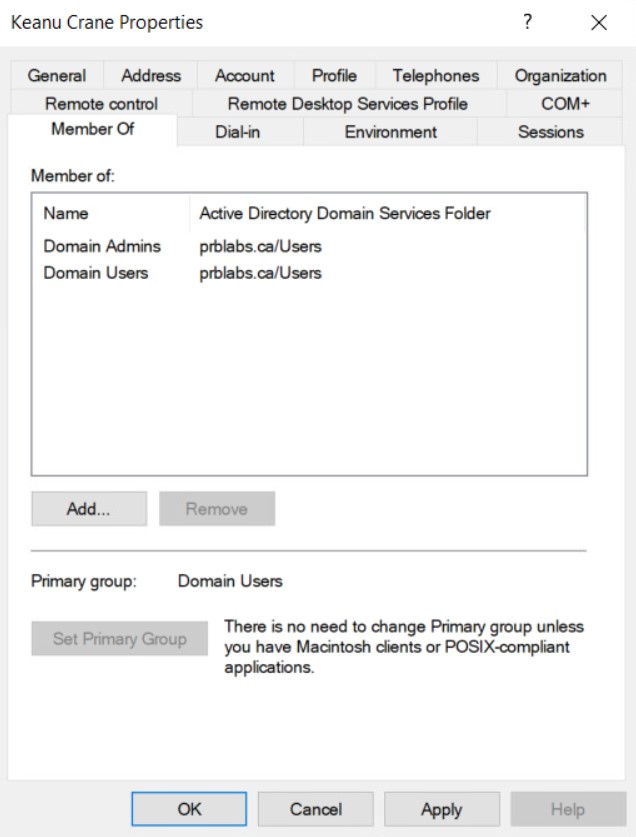 Keanu Crane Properties ?
General Address Account Profile Telephones Organization
Remote control Remote Desktop Services Profile COM+
Member Of Dial-in Environment Sessions
Member of:
Name Active Directory Domain Services Folder
Domain Admins prblabs.ca/Users
Domain Users prblabs.ca/Users
Add... Remove
Primary group: Domain Users
Set Primary Group
There is no need to change Primary group unless
you have Macintosh clients or POSIX-compliant
applications.
OK Cancel Apply Help